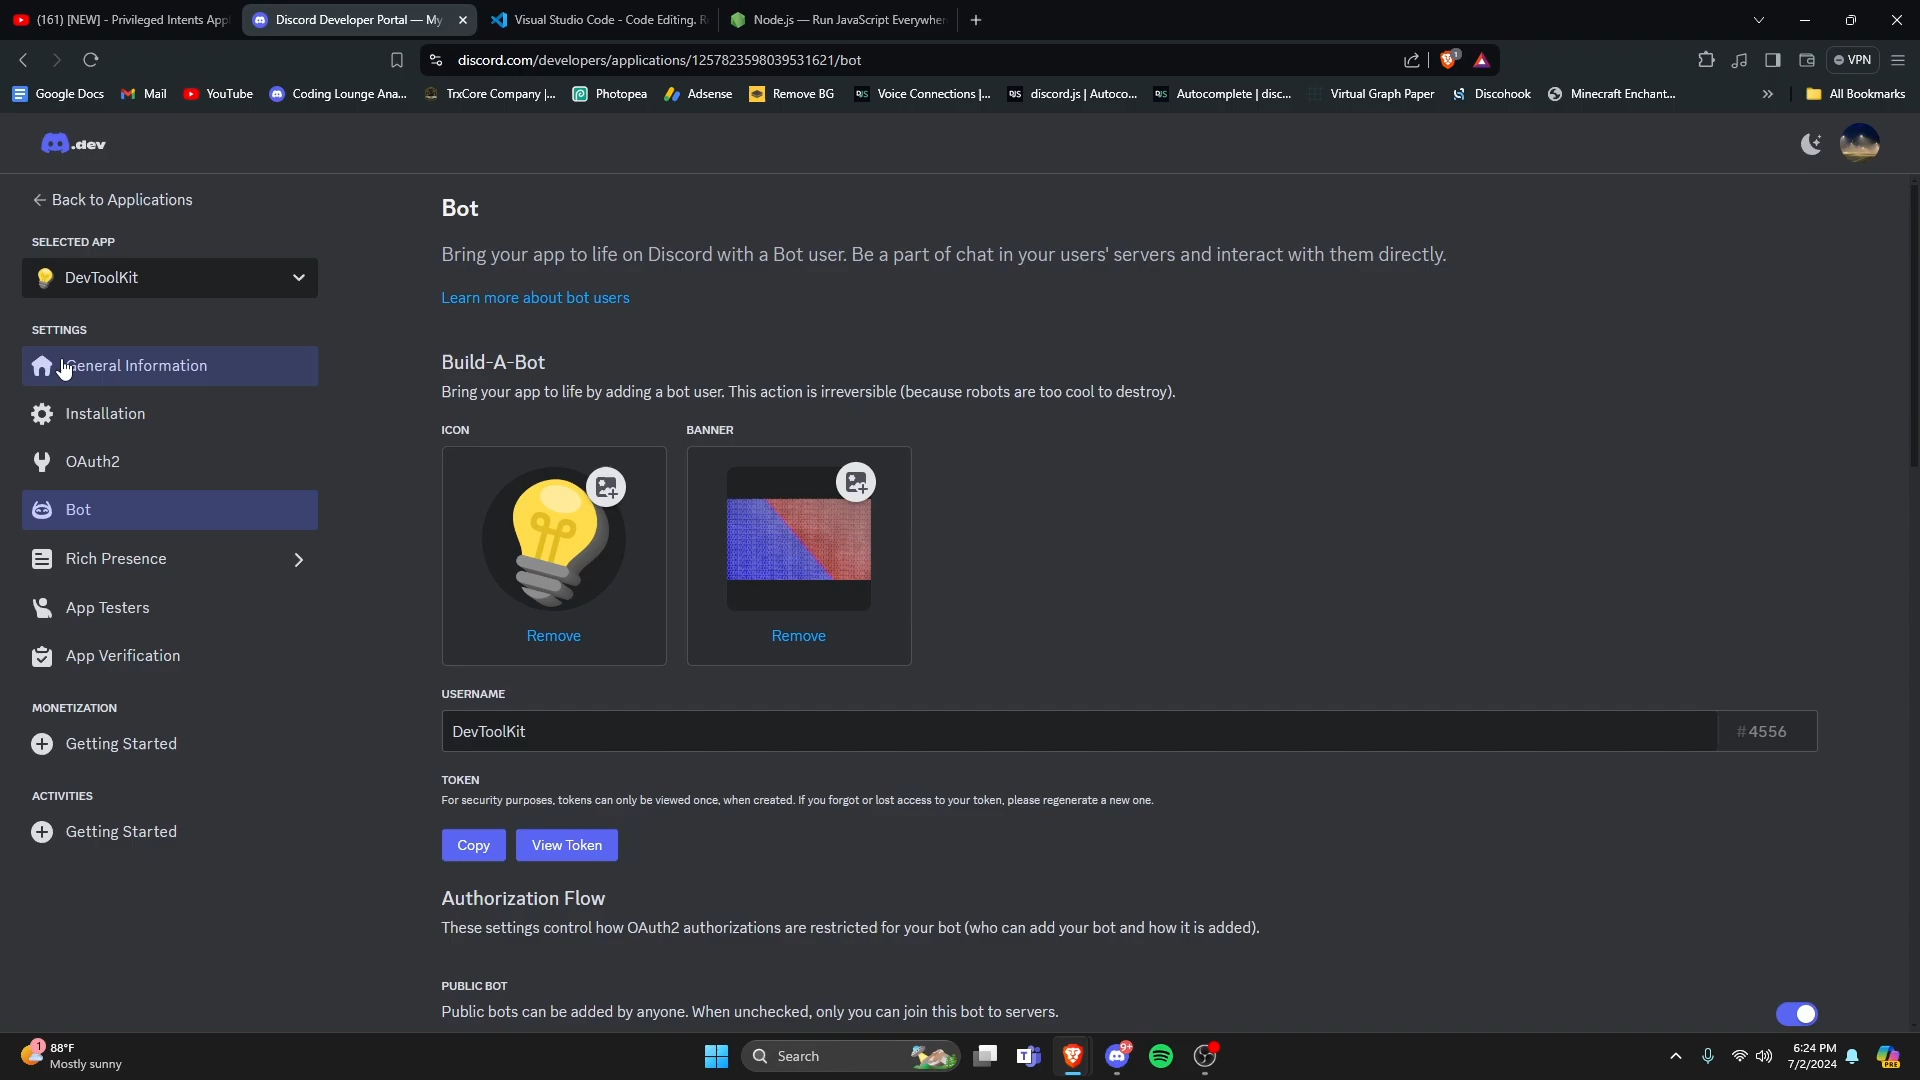 (161) [NEW] - Privileged Intents App
Discord Developer Portal — My
Visual Studio Code - Code Editing. R
Node.js — Run JavaScript Everywher
discord.com/developers/applications/1257823598039531621/bot
1
VPN
Google Docs
Mail
YouTube
Coding Lounge Ana...
TrxCore Company |...
Photopea
Adsense
Remove BG
Voice Connections |...
discord.js | Autoco...
Autocomplete | disc...
Virtual Graph Paper
Discohook
Minecraft Enchant...
All Bookmarks
.dev
Back to Applications
SELECTED APP
DevToolKit
SETTINGS
General Information
Installation
OAuth2
Bot
Rich Presence
App Testers
App Verification
MONETIZATION
Getting Started
ACTIVITIES
Getting Started
Bot
Bring your app to life on Discord with a Bot user. Be a part of chat in your users' servers and interact with them directly.
Learn more about bot users
Build-A-Bot
Bring your app to life by adding a bot user. This action is irreversible (because robots are too cool to destroy).
ICON
BANNER
Remove
Remove
USERNAME
DevToolKit
#4556
TOKEN
For security purposes, tokens can only be viewed once, when created. If you forgot or lost access to your token, please regenerate a new one.
Copy
View Token
Authorization Flow
These settings control how OAuth2 authorizations are restricted for your bot (who can add your bot and how it is added).
PUBLIC BOT
Public bots can be added by anyone. When unchecked, only you can join this bot to servers.
1
88°F
Mostly sunny
Search
9+
6:24 PM
7/2/2024
PRE